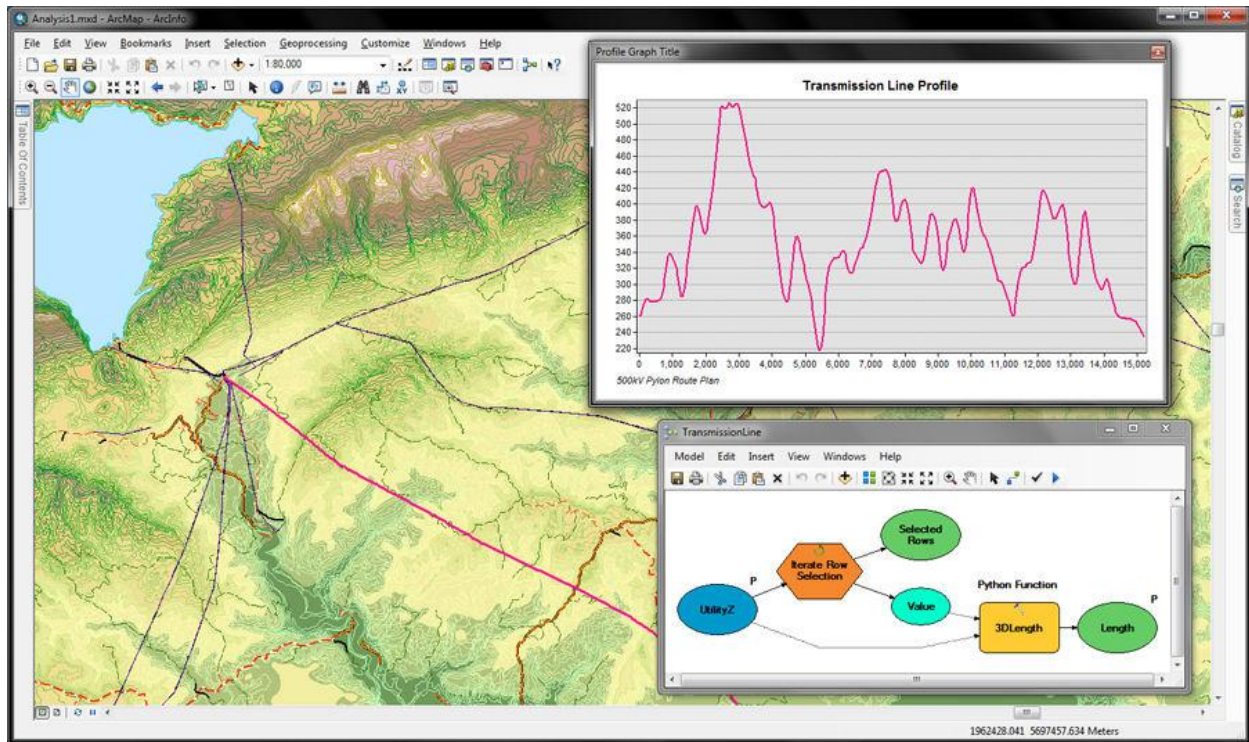 Analysis1.mxd - ArcMap - ArcInfo
File Edit View Bookmarks Insert Selection Geoprocessing Customize Windows Help
1:80,000
Table Of Contents
Catalog
Search
Profile Graph Title
Transmission Line Profile
520
500
480
460
440
420
400
380
360
340
320
300
280
260
240
220
0 1,000 2,000 3,000 4,000 5,000 6,000 7,000 8,000 9,000 10,000 11,000 12,000 13,000 14,000 15,000
500kV Pylon Route Plan
TransmissionLine
Model Edit Insert View Windows Help
Selected
Rows
P
Iterate Row
Selection
Python Function
P
UtilityZ
Value
3DLength
Length
1962428.041 5697457.634 Meters